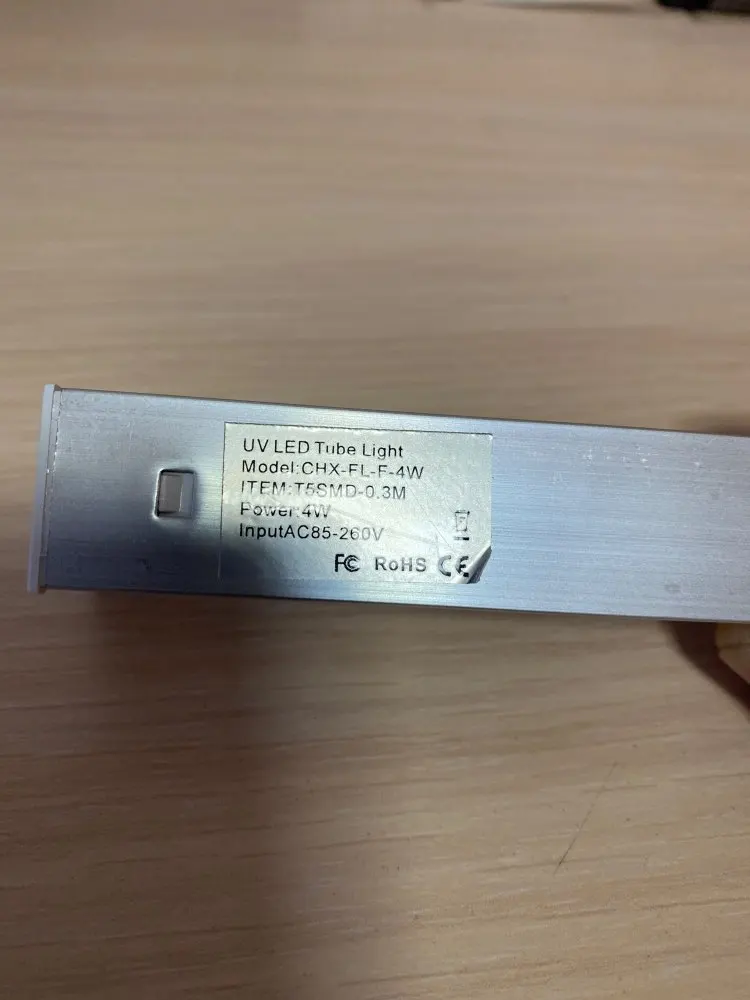 UV LED Tube Light
Model:CHX-FL-F-4W
ITEM:T5SMD-0.3M
Power:4W
InputAC85-260V
FC RoHS CE